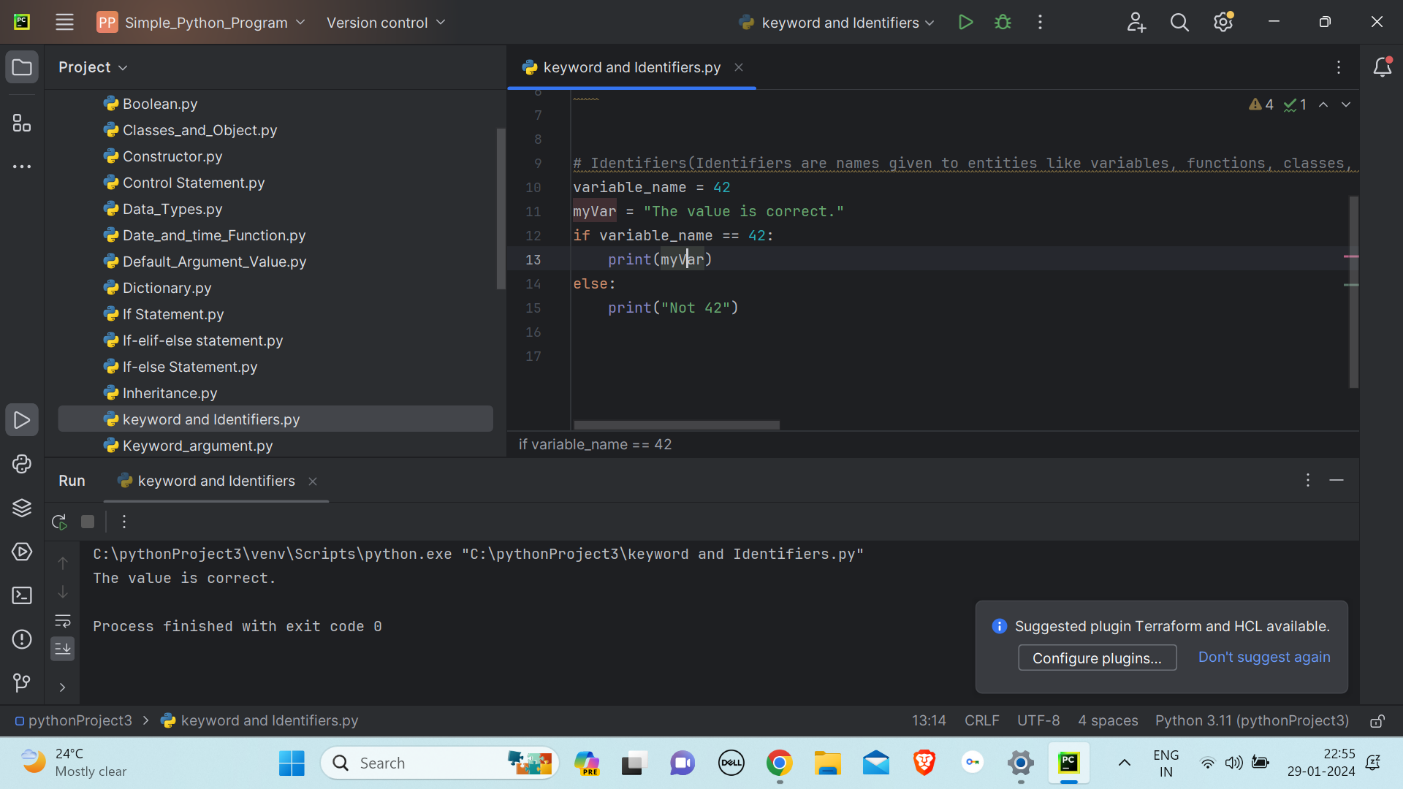 PC
PP Simple_Python_Program
Version control
keyword and Identifiers
Project
Boolean.py
Classes_and_Object.py
Constructor.py
Control Statement.py
Data_Types.py
Date_and_time_Function.py
Default_Argument_Value.py
Dictionary.py
If Statement.py
If-elif-else statement.py
If-else Statement.py
Inheritance.py
keyword and Identifiers.py
Keyword_argument.py
keyword and Identifiers.py
4 1
6
7
8
9 # Identifiers(Identifiers are names given to entities like variables, functions, classes,
10 variable_name = 42
11 myVar = "The value is correct."
12 if variable_name == 42:
13 print(myVar)
14 else:
15 print("Not 42")
16
17
if variable_name == 42
Run
keyword and Identifiers
C:\pythonProject3\venv\Scripts\python.exe "C:\pythonProject3\keyword and Identifiers.py"
The value is correct.
Process finished with exit code 0
Suggested plugin Terraform and HCL available.
Configure plugins...
Don't suggest again
pythonProject3 > keyword and Identifiers.py
13:14 CRLF UTF-8 4 spaces Python 3.11 (pythonProject3)
24°C
Mostly clear
Search
PRE
DELL
PC
ENG
IN
22:55
29-01-2024